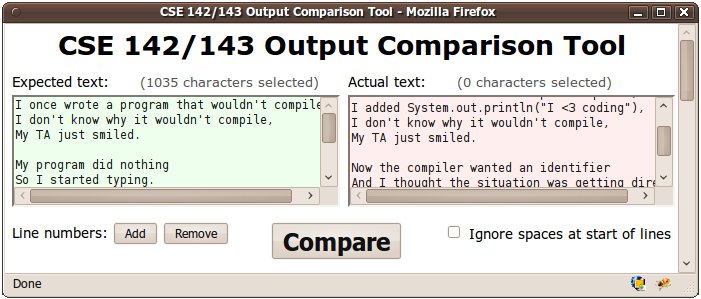 CSE 142/143 Output Comparison Tool - Mozilla Firefox
CSE 142/143 Output Comparison Tool
Expected text: (1035 characters selected)
Actual text: (0 characters selected)
I once wrote a program that wouldn't compile
I don't know why it wouldn't compile,
My TA just smiled.
My program did nothing
So I started typing.
I added System.out.println("I <3 coding"),
I don't know why it wouldn't compile,
My TA just smiled.
Now the compiler wanted an identifier
And I thought the situation was getting dire
Line numbers: Add Remove
Compare
Ignore spaces at start of lines
Done